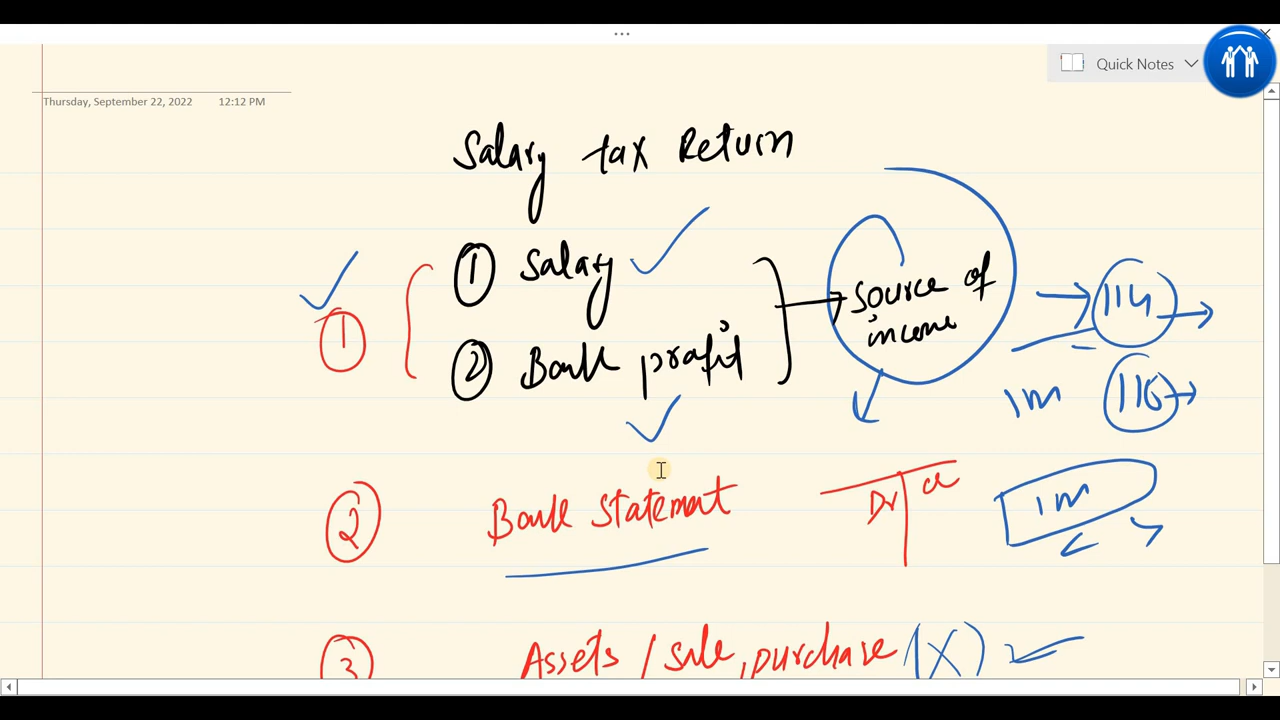 Quick Notes
Thursday, September 22, 2022 12:12 PM
Salary tax Return
① Salary
② Bank profit
Source of
income
114
1m 116
①
② Bank Statement Dr Cr 1m
③ Assets / Sale, purchase (X)